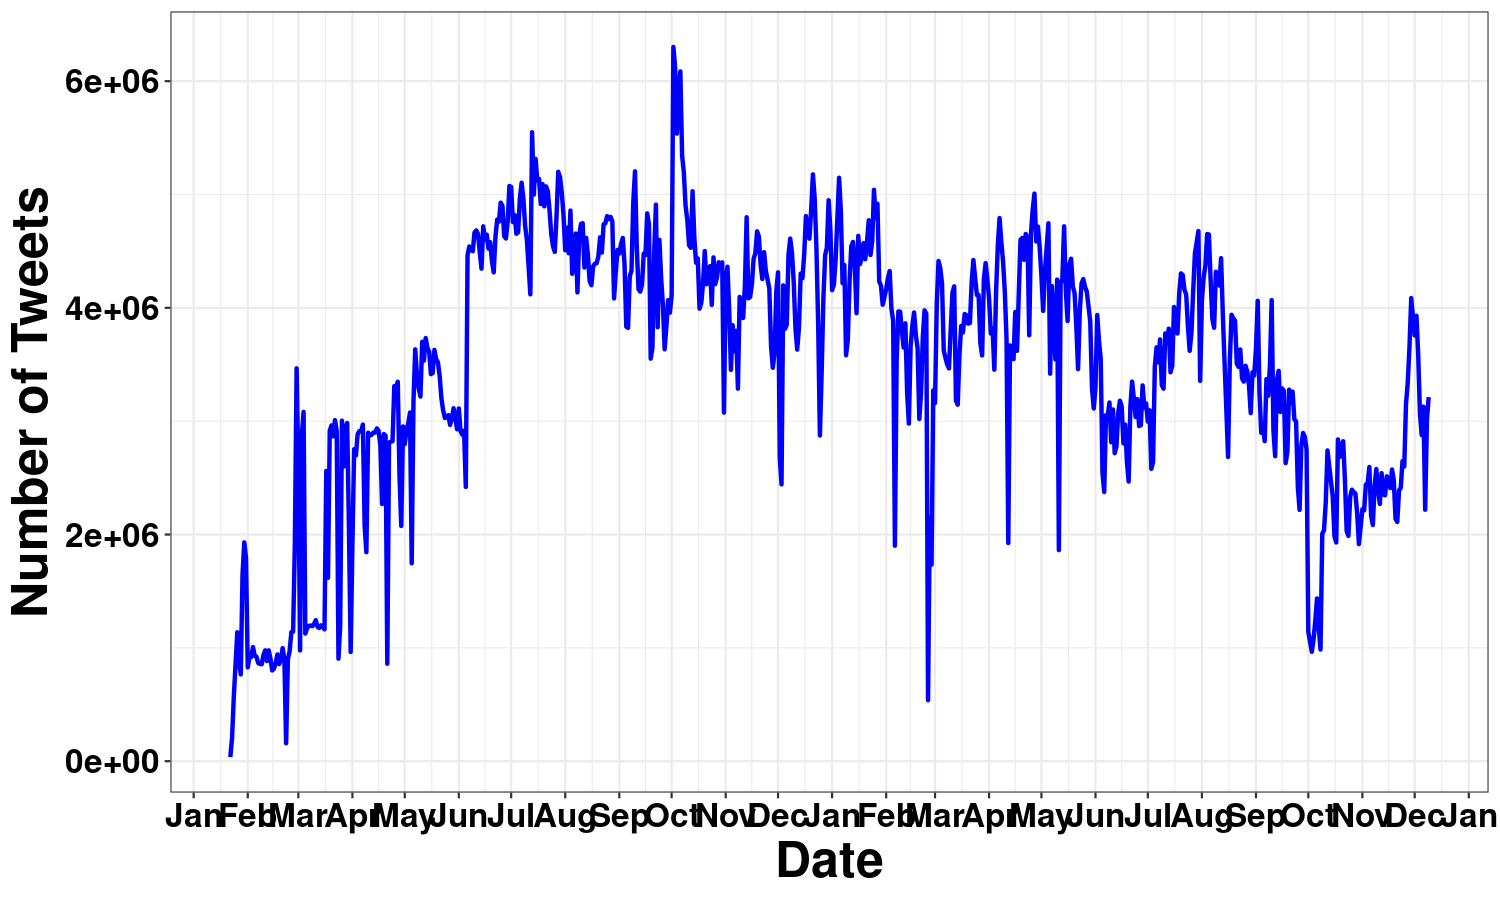 Number of Tweets
6e+06
4e+06
2e+06
0e+00
Jan Feb Mar Apr May Jun Jul Aug Sep Oct Nov Dec Jan Feb Mar Apr May Jun Jul Aug Sep Oct Nov Dec Jan
Date